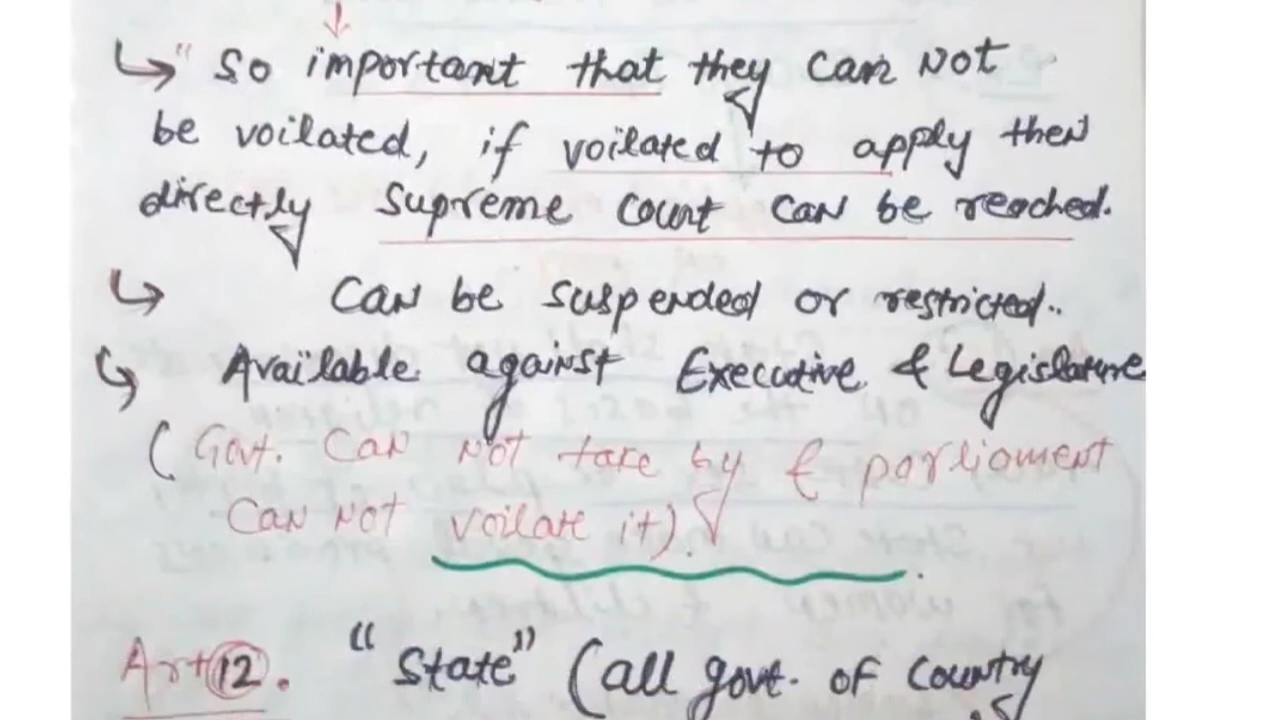 " So important that they can not
be voilated, if voilated to apply then
directly Supreme Court can be reached.
Can be suspended or restricted..
Available against Executive & Legislature
( Govt. can not take by & parliament
can not voilate it).
Art 12. "State" (all govt. of country